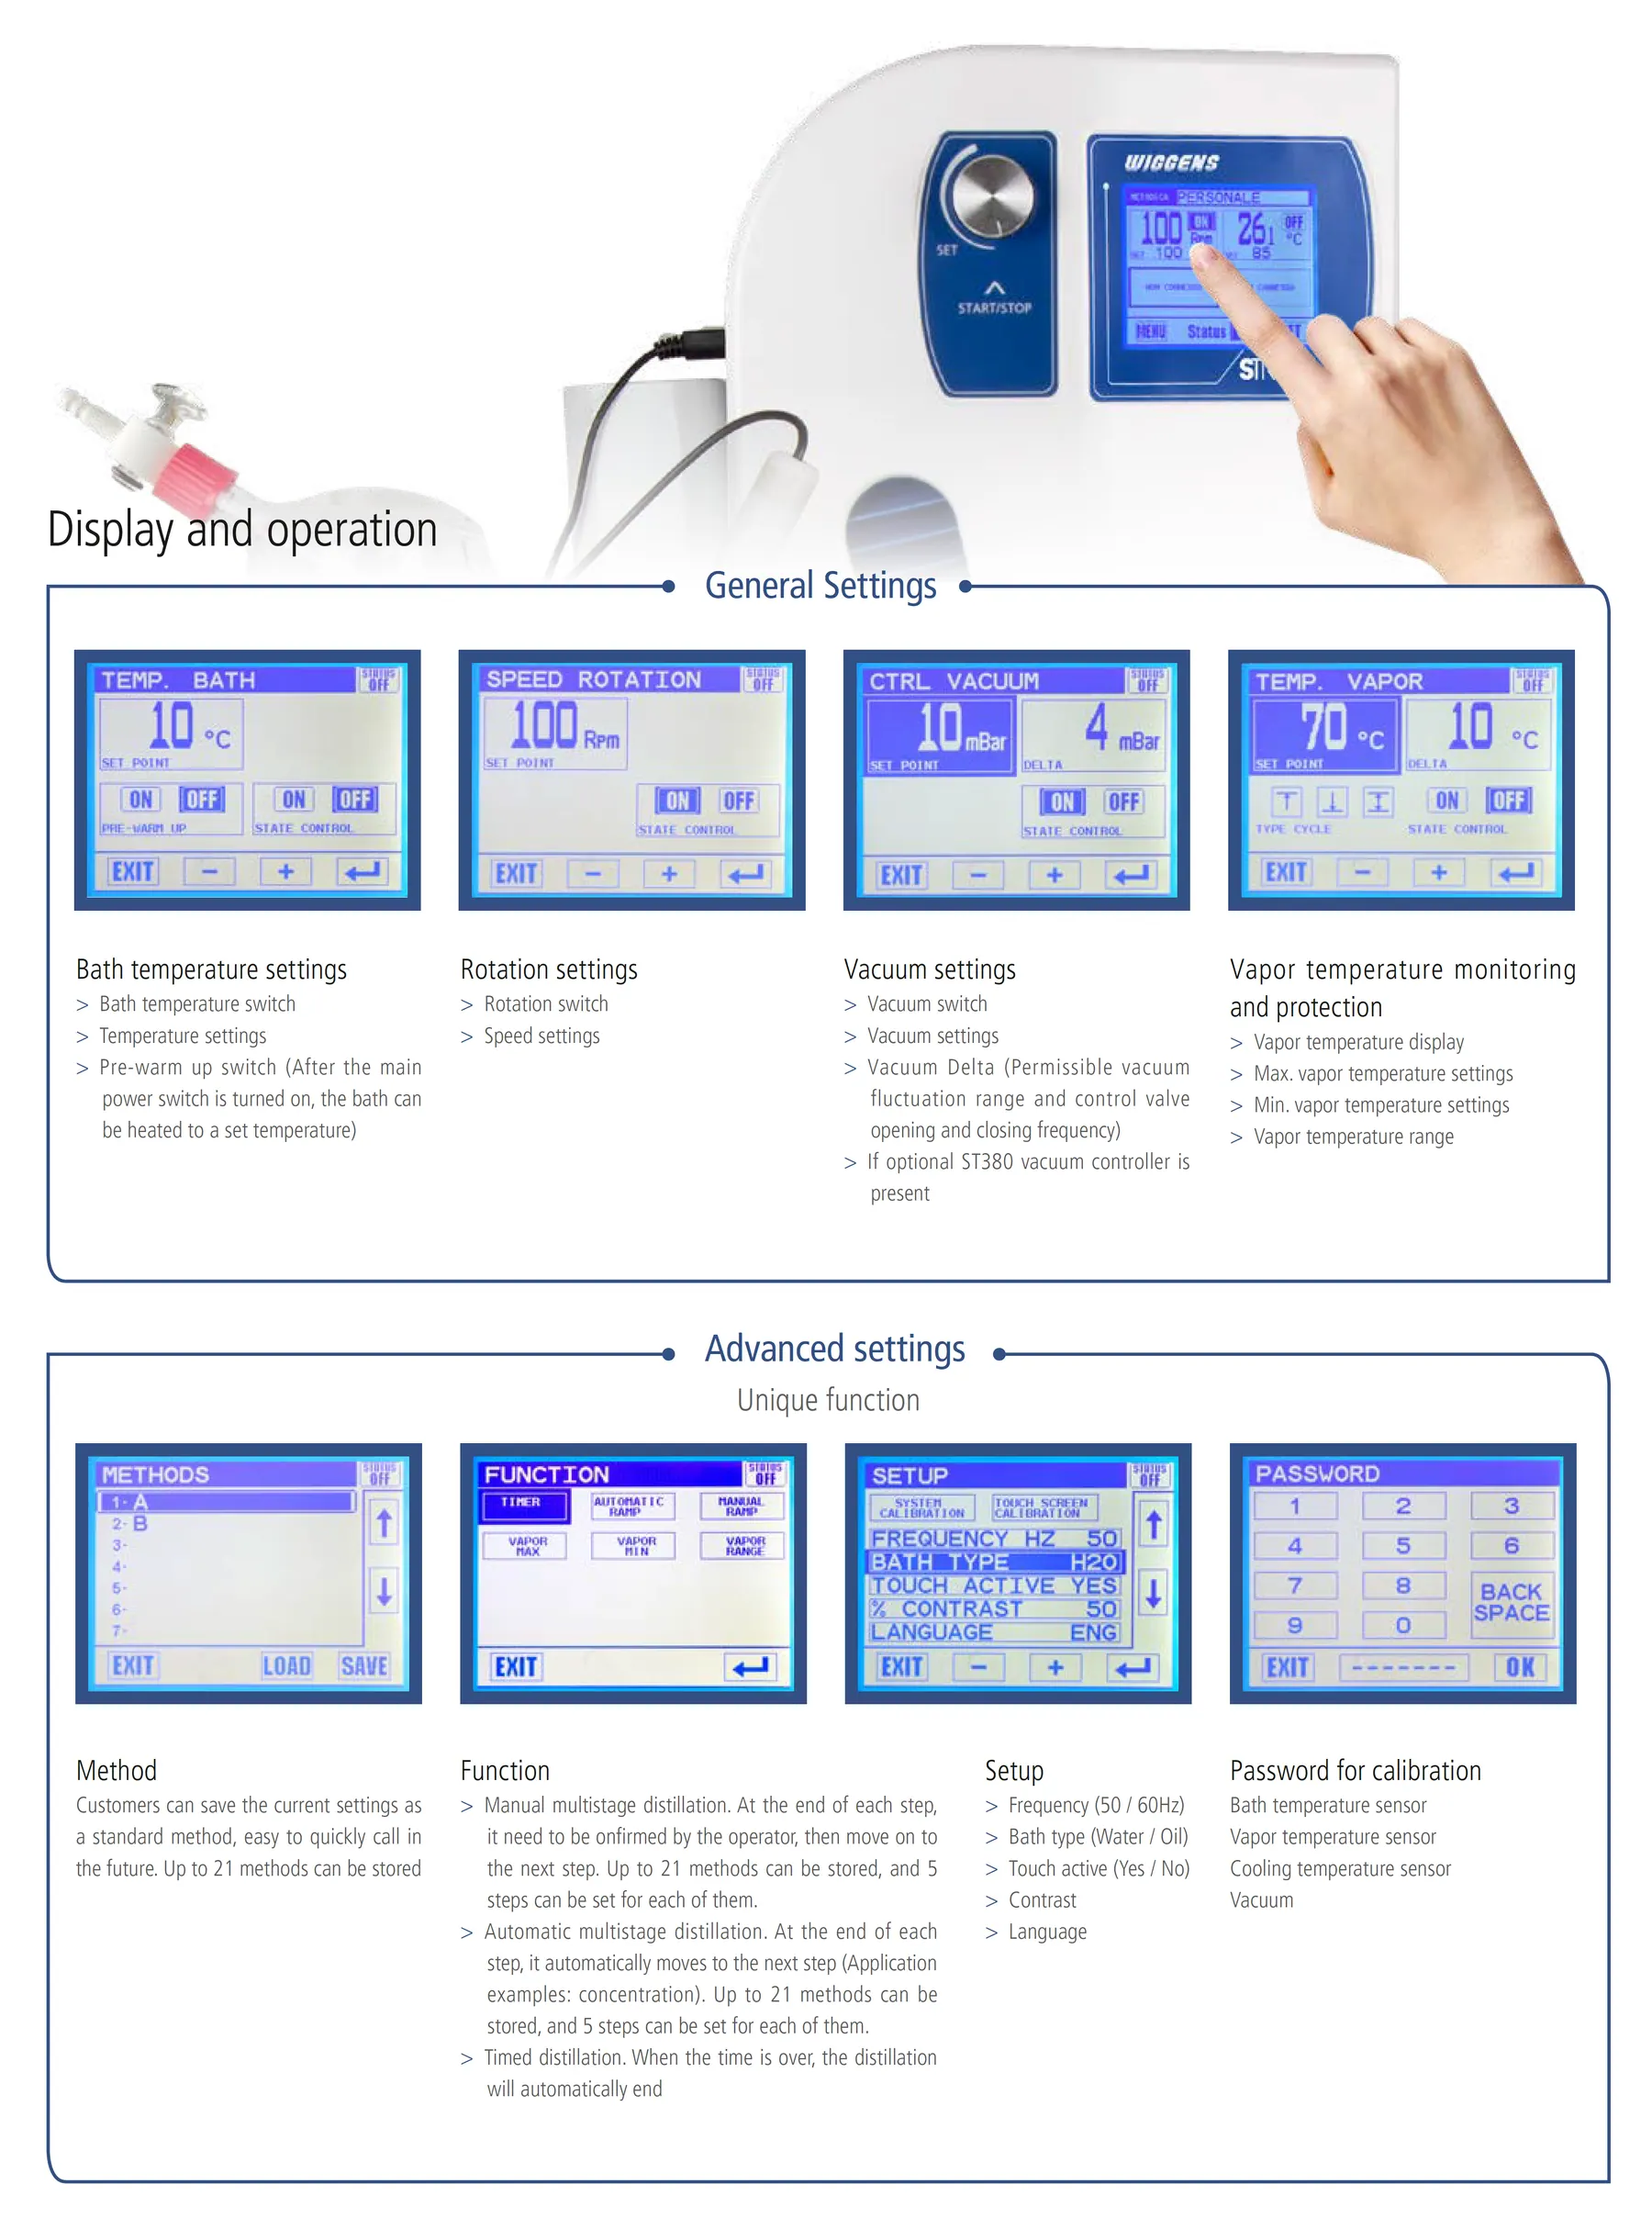 WIGGENS
PERSONALE
100 ON Rpm 26.1 OFF °C
100 85
SET
START/STOP
MENU Status
Display and operation
General Settings
TEMP. BATH STATUS OFF
10 °C
SET POINT
ON OFF ON OFF
PRE-WARM UP STATE CONTROL
EXIT - +
SPEED ROTATION STATUS OFF
100 Rpm
SET POINT
ON OFF
STATE CONTROL
EXIT - +
CTRL VACUUM STATUS OFF
10 mBar 4 mBar
SET POINT DELTA
ON OFF
STATE CONTROL
EXIT - +
TEMP. VAPOR STATUS OFF
70 °C 10 °C
SET POINT DELTA
ON OFF
TYPE CYCLE STATE CONTROL
EXIT - +
Bath temperature settings
> Bath temperature switch
> Temperature settings
> Pre-warm up switch (After the main
power switch is turned on, the bath can
be heated to a set temperature)
Rotation settings
> Rotation switch
> Speed settings
Vacuum settings
> Vacuum switch
> Vacuum settings
> Vacuum Delta (Permissible vacuum
fluctuation range and control valve
opening and closing frequency)
> If optional ST380 vacuum controller is
present
Vapor temperature monitoring
and protection
> Vapor temperature display
> Max. vapor temperature settings
> Min. vapor temperature settings
> Vapor temperature range
Advanced settings
Unique function
METHODS STATUS OFF
1- A
2- B
3-
4-
5-
6-
7-
EXIT LOAD SAVE
FUNCTION STATUS OFF
TIMER AUTOMATIC RAMP MANUAL RAMP
VAPOR MAX VAPOR MIN VAPOR RANGE
EXIT
SETUP STATUS OFF
SYSTEM CALIBRATION TOUCH SCREEN CALIBRATION
FREQUENCY HZ 50
BATH TYPE H2O
TOUCH ACTIVE YES
% CONTRAST 50
LANGUAGE ENG
EXIT - +
PASSWORD
1 2 3
4 5 6
7 8 BACK SPACE
9 0
EXIT ------- OK
Method
Customers can save the current settings as
a standard method, easy to quickly call in
the future. Up to 21 methods can be stored
Function
> Manual multistage distillation. At the end of each step,
it need to be onfirmed by the operator, then move on to
the next step. Up to 21 methods can be stored, and 5
steps can be set for each of them.
> Automatic multistage distillation. At the end of each
step, it automatically moves to the next step (Application
examples: concentration). Up to 21 methods can be
stored, and 5 steps can be set for each of them.
> Timed distillation. When the time is over, the distillation
will automatically end
Setup
> Frequency (50 / 60Hz)
> Bath type (Water / Oil)
> Touch active (Yes / No)
> Contrast
> Language
Password for calibration
Bath temperature sensor
Vapor temperature sensor
Cooling temperature sensor
Vacuum